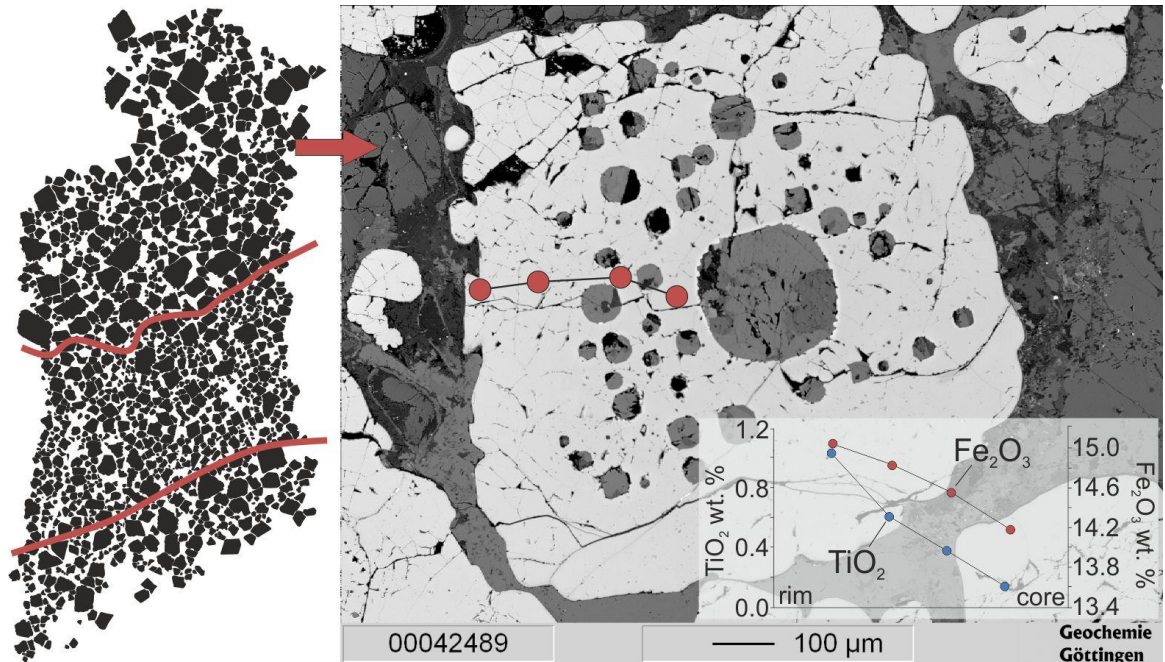 1.2
0.8
0.4
0.0
TiO₂ wt. %
Fe₂O₃
TiO₂
rim
core
15.0
14.6
14.2
13.8
13.4
Fe₂O₃ wt. %
00042489
100 µm
Geochemie
Göttingen